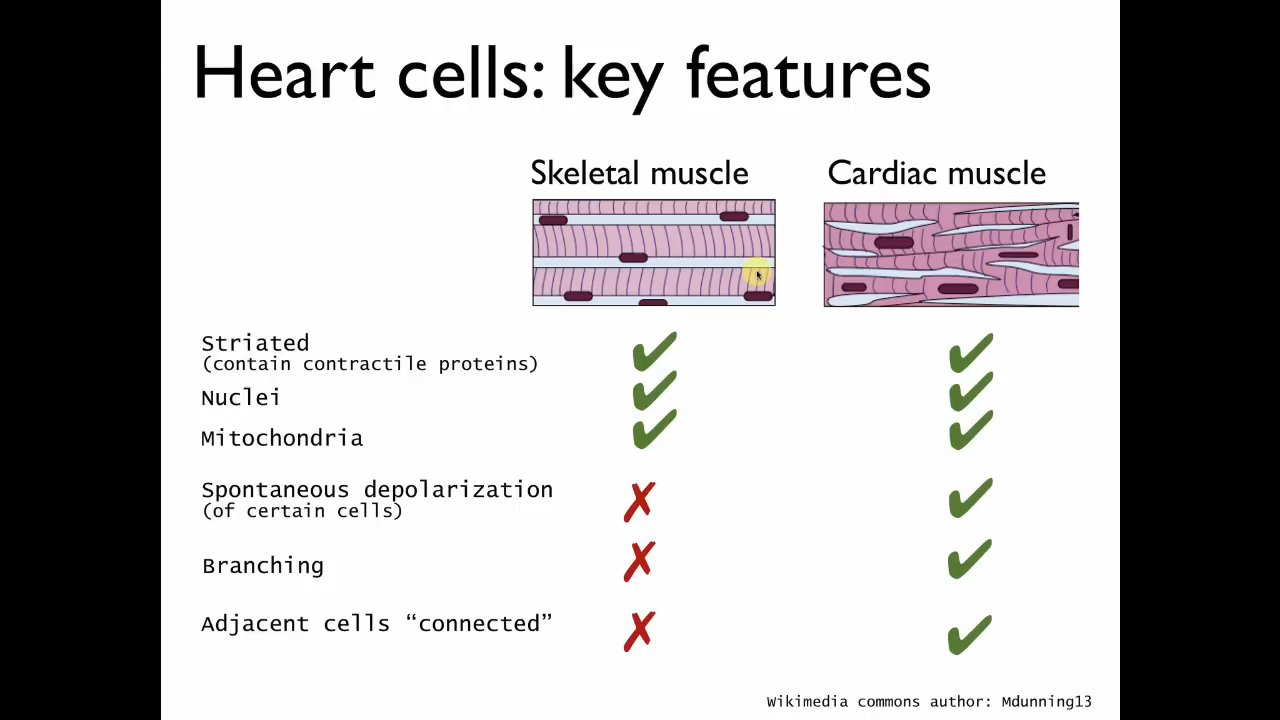 Heart cells: key features
Skeletal muscle
Cardiac muscle
Striated
(contain contractile proteins)
Nuclei
Mitochondria
Spontaneous depolarization
(of certain cells)
Branching
Adjacent cells “connected”
Wikimedia commons author: Mdunning13